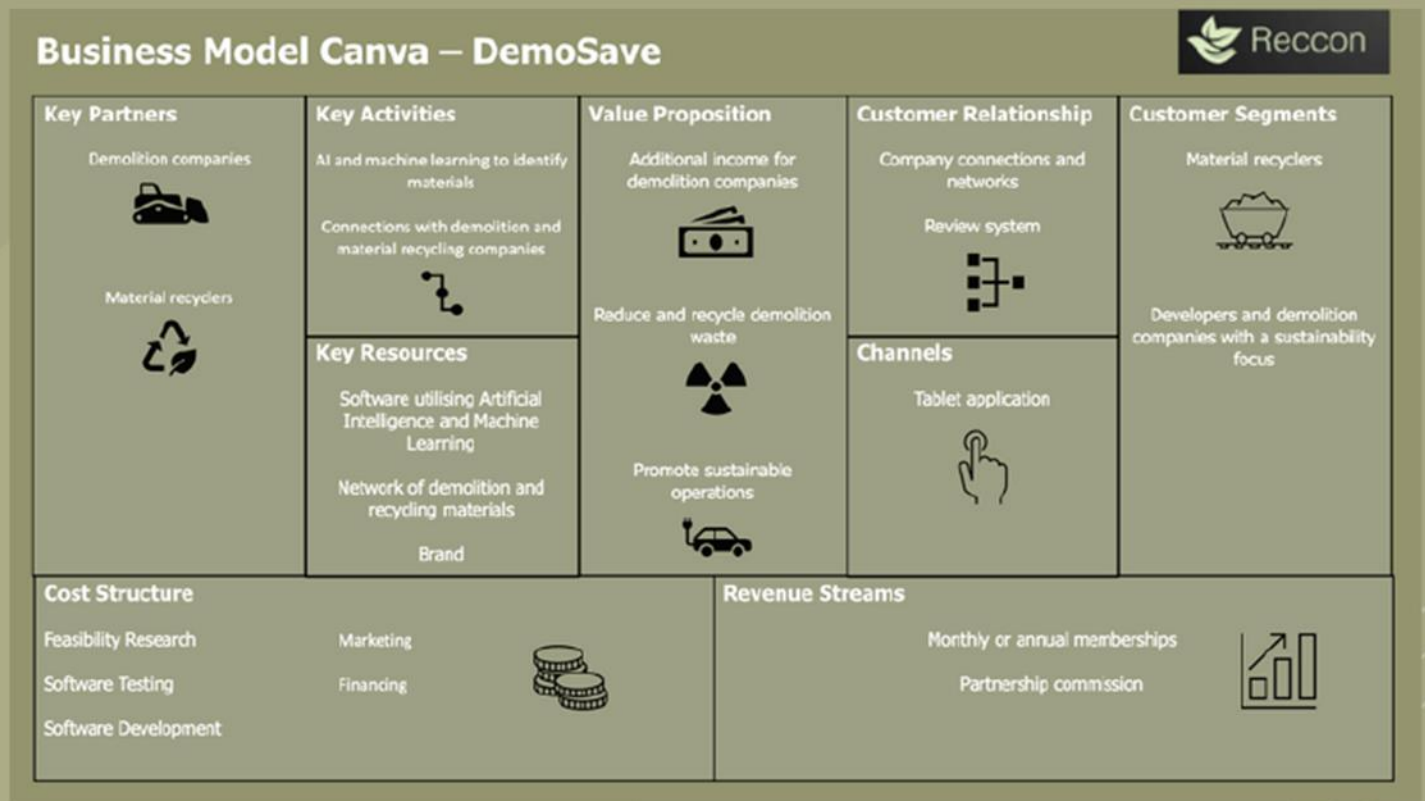 Business Model Canva – DemoSave
Reccon
Key Partners
Demolition companies
Material recyclers
Key Activities
AI and machine learning to identify
materials
Connections with demolition and
material recycling companies
Key Resources
Software utilising Artificial
Intelligence and Machine
Learning
Network of demolition and
recycling materials
Brand
Value Proposition
Additional income for
demolition companies
Reduce and recycle demolition
waste
Promote sustainable
operations
Customer Relationship
Company connections and
networks
Review system
Channels
Tablet application
Customer Segments
Material recyclers
Developers and demolition
companies with a sustainability
focus
Cost Structure
Feasibility Research
Software Testing
Software Development
Marketing
Financing
Revenue Streams
Monthly or annual memberships
Partnership commission